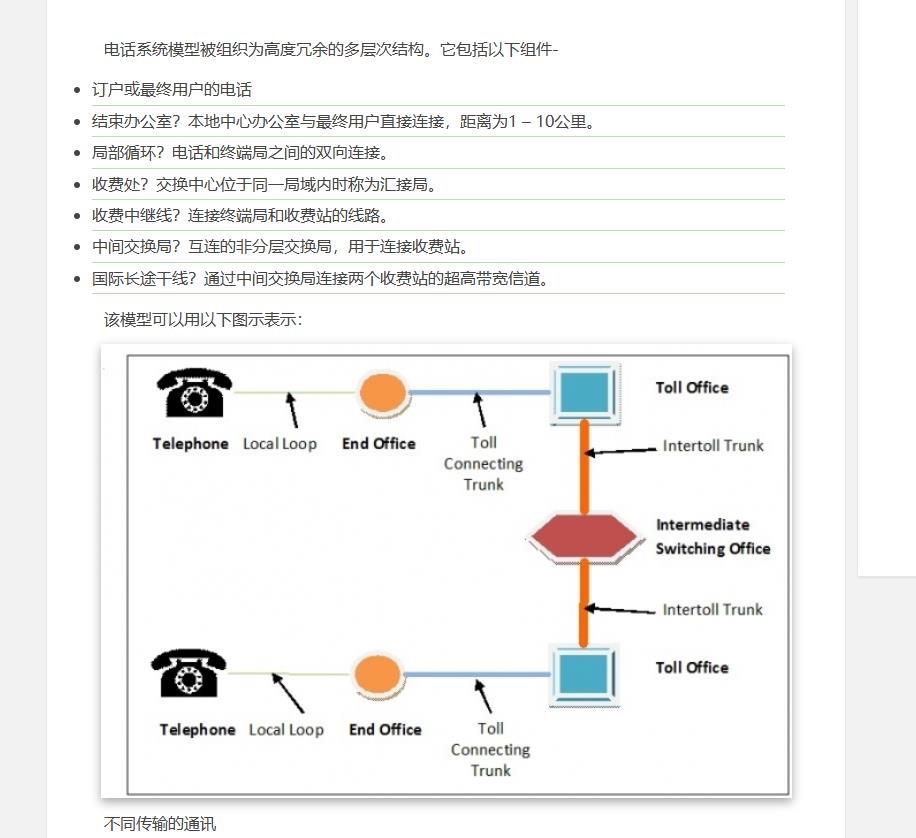 电话系统模型被组织为高度冗余的多层次结构。它包括以下组件-
订户或最终用户的电话
结束办公室？本地中心办公室与最终用户直接连接，距离为1 – 10公里。
局部循环？电话和终端局之间的双向连接。
收费处？交换中心位于同一局域内时称为汇接局。
收费中继线？连接终端局和收费站的线路。
中间交换局？互连的非分层交换局，用于连接收费站。
国际长途干线？通过中间交换局连接两个收费站的超高带宽信道。
该模型可以用以下图示表示：
Toll Office
Telephone Local Loop End Office Toll
Connecting
Trunk
Intertoll Trunk
Intermediate
Switching Office
Intertoll Trunk
Toll Office
Telephone Local Loop End Office Toll
Connecting
Trunk
不同传输的通讯